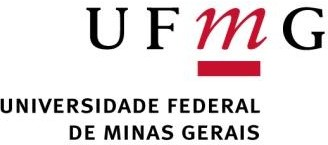 UFmG
UNIVERSIDADE FEDERAL
DE MINAS GERAIS